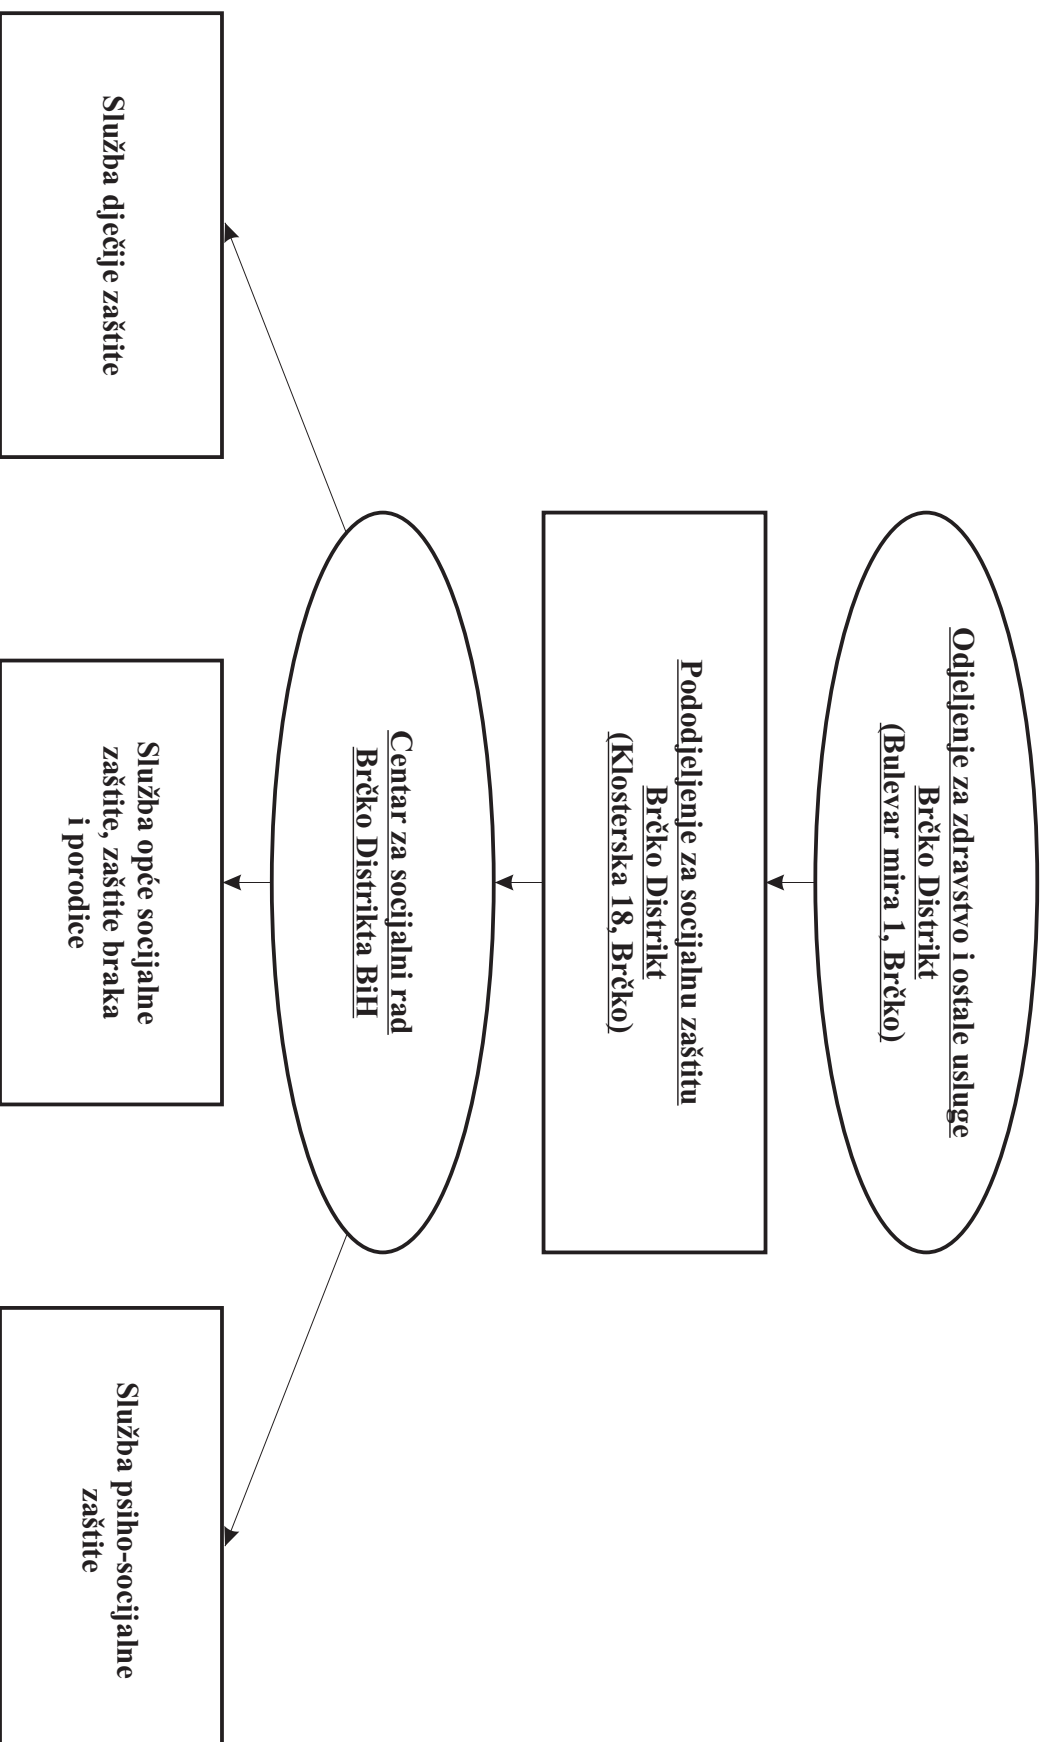 Odjeljenje za zdravstvo i ostale usluge
Brčko Distrikt
(Bulevar mira 1, Brčko)
Pododjeljenje za socijalnu zaštitu
Brčko Distrikt
(Klosterska 18, Brčko)
Centar za socijalni rad
Brčko Distrikta BiH
Služba dječije zaštite
Služba opće socijalne
zaštite, zaštite braka
i porodice
Služba psiho-socijalne
zaštite